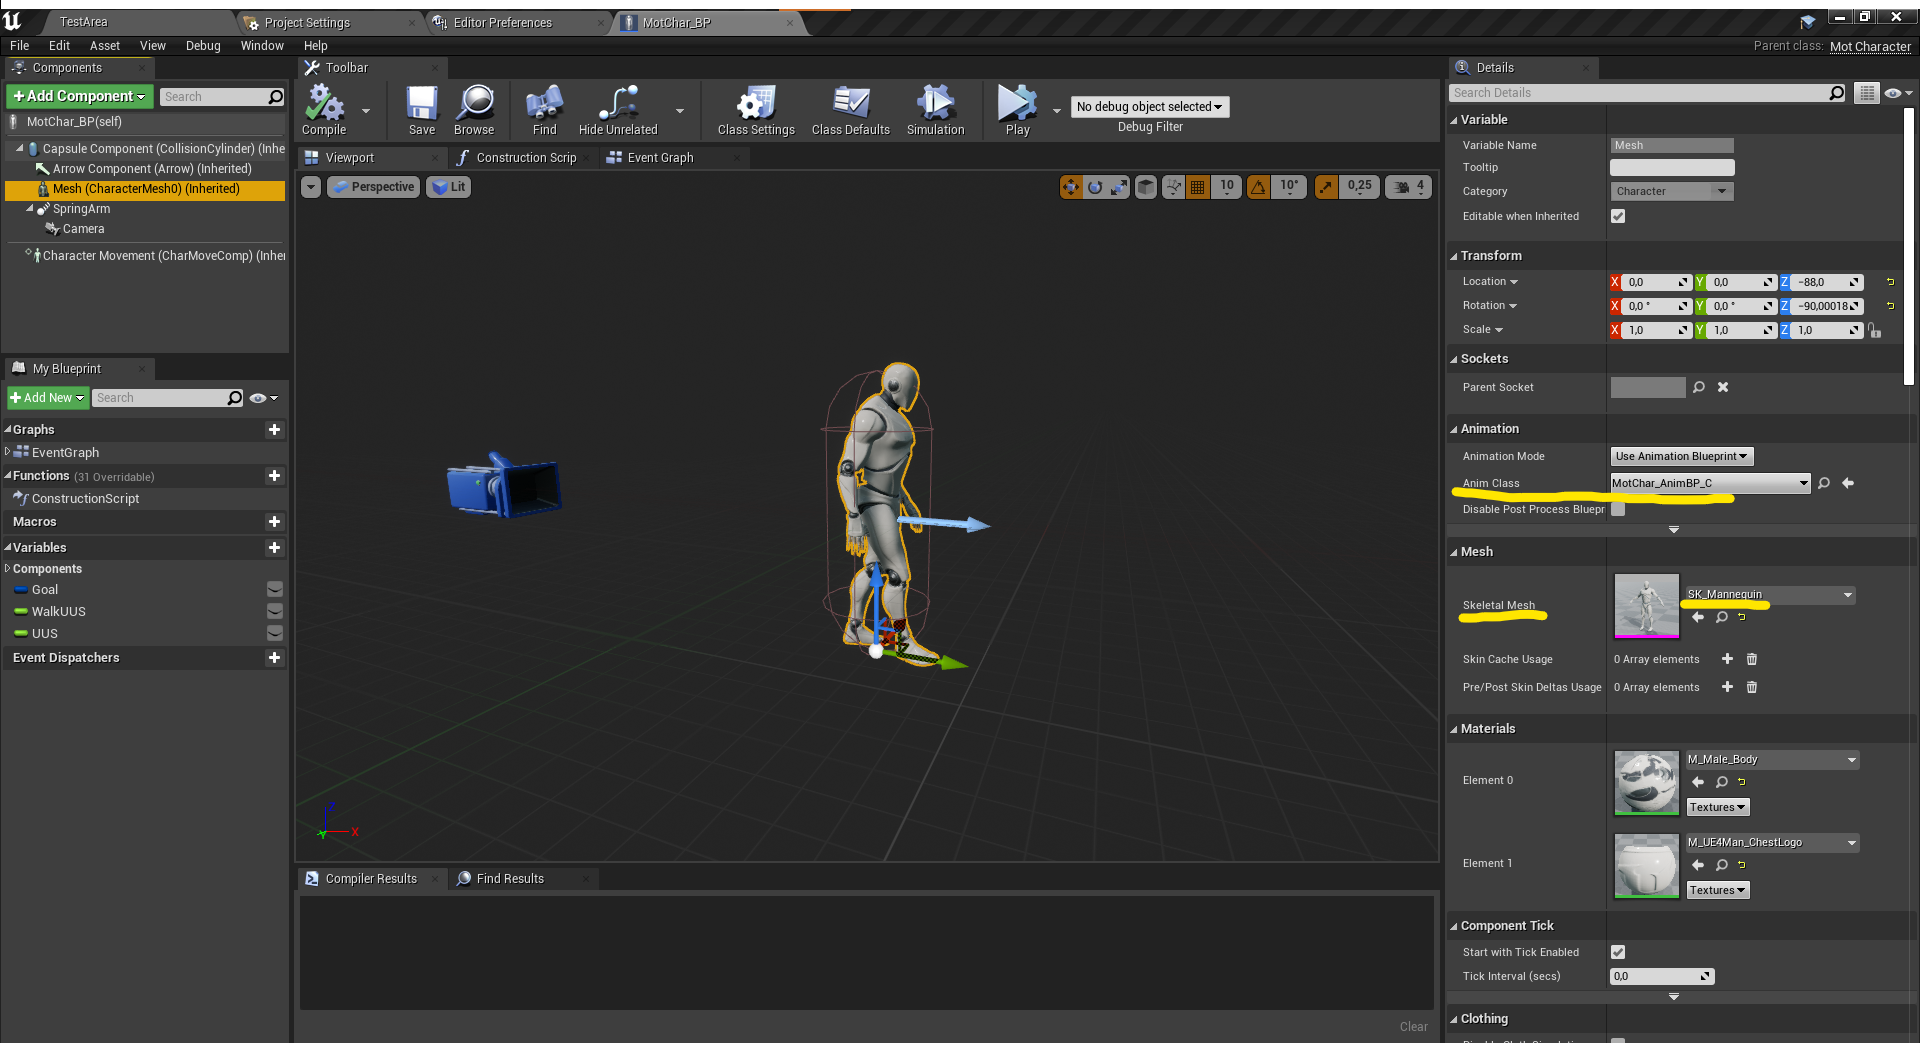 TestArea
Project Settings
Editor Preferences
MotChar_BP
File Edit Asset View Debug Window Help
Parent class: Mot Character
Components
Add Component
Search
MotChar_BP(self)
Capsule Component (CollisionCylinder) (Inhe
Arrow Component (Arrow) (Inherited)
Mesh (CharacterMesh0) (Inherited)
SpringArm
Camera
Character Movement (CharMoveComp) (Inher
My Blueprint
Add New
Search
Graphs
EventGraph
Functions (31 Overridable)
ConstructionScript
Macros
Variables
Components
Goal
WalkUUS
UUS
Event Dispatchers
Toolbar
Compile
Save
Browse
Find
Hide Unrelated
Class Settings
Class Defaults
Simulation
Play
No debug object selected
Debug Filter
Viewport
Construction Scrip
Event Graph
Perspective
Lit
10
10°
0,25
4
Z
X
Y
Compiler Results
Find Results
Clear
Details
Search Details
Variable
Variable Name Mesh
Tooltip
Category Character
Editable when Inherited
Transform
Location X 0,0 Y 0,0 Z -88,0
Rotation X 0,0 ° Y 0,0 ° Z -90,00018
Scale X 1,0 Y 1,0 Z 1,0
Sockets
Parent Socket
Animation
Animation Mode Use Animation Blueprint
Anim Class MotChar_AnimBP_C
Disable Post Process Bluepr
Mesh
Skeletal Mesh SK_Mannequin
Skin Cache Usage 0 Array elements
Pre/Post Skin Deltas Usage 0 Array elements
Materials
Element 0 M_Male_Body
Textures
Element 1 M_UE4Man_ChestLogo
Textures
Component Tick
Start with Tick Enabled
Tick Interval (secs) 0,0
Clothing